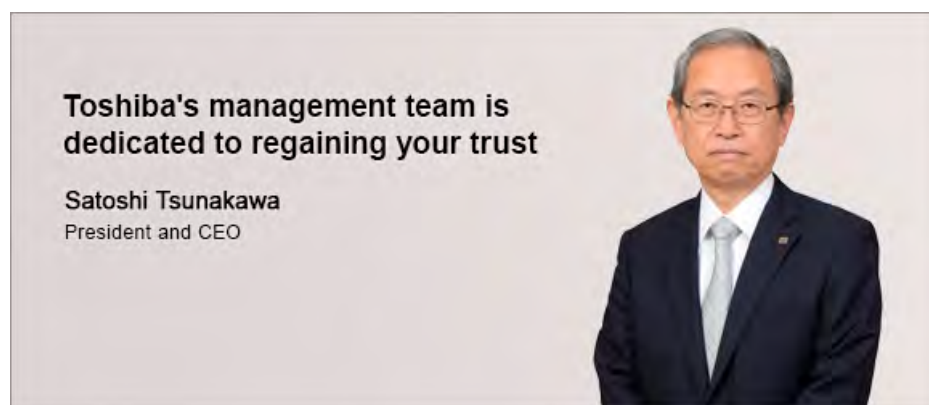 Toshiba's management team is
dedicated to regaining your trust
Satoshi Tsunakawa
President and CEO